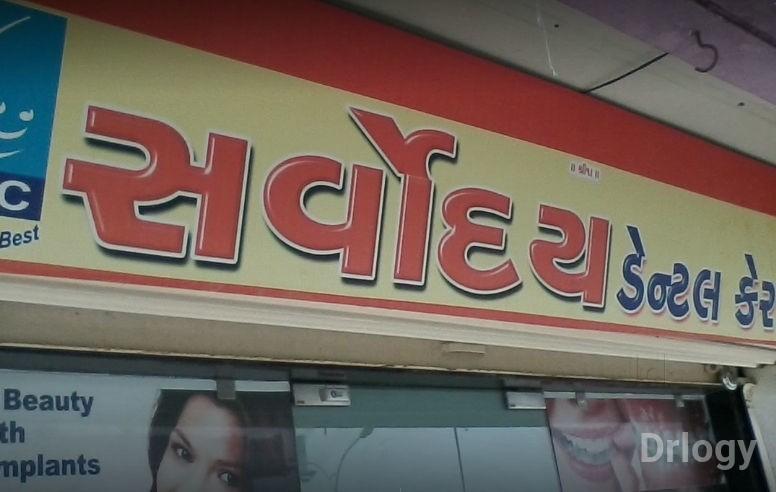 C
Best
॥ શ્રીજી ॥
સર્વોદય ડેન્ટલ કેર
Beauty
th
mplants
Drlogy